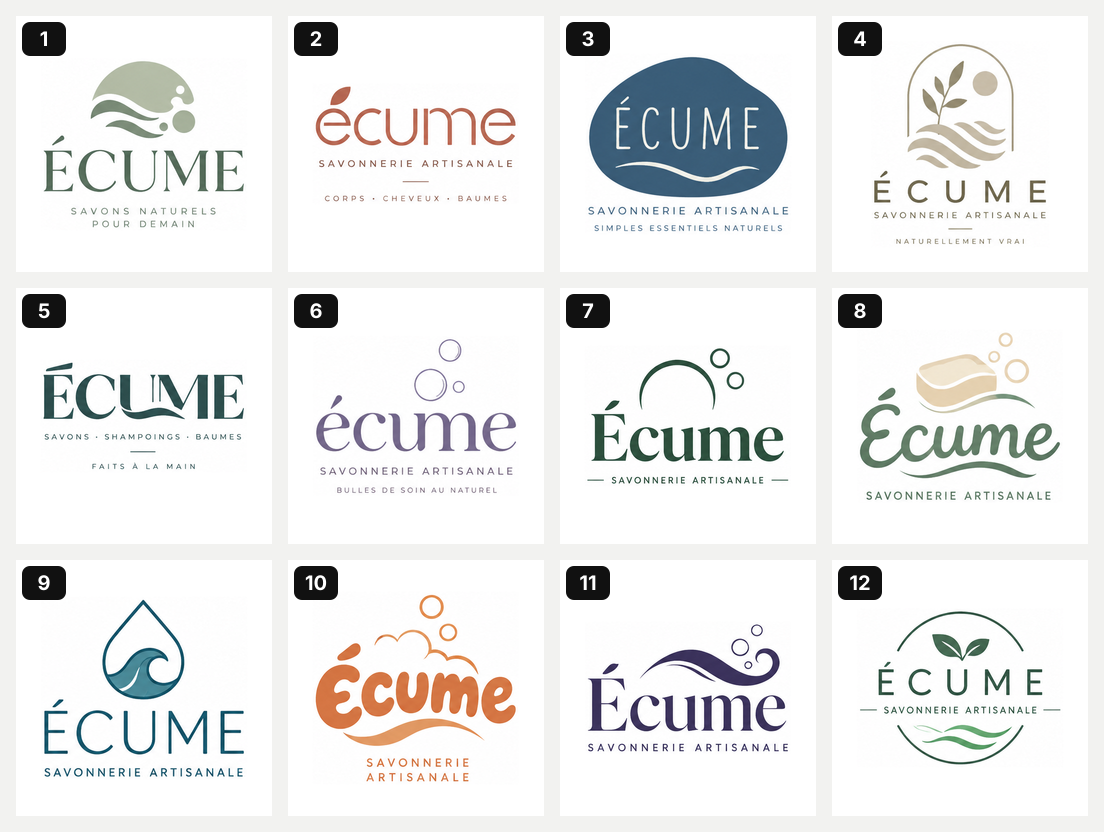 1
ÉCUME
SAVONS NATURELS
POUR DEMAIN
2
écume
SAVONNERIE ARTISANALE
CORPS • CHEVEUX • BAUMES
3
ÉCUME
SAVONNERIE ARTISANALE
SIMPLES ESSENTIELS NATURELS
4
ÉCUME
SAVONNERIE ARTISANALE
NATURELLEMENT VRAI
5
ÉCUME
SAVONS • SHAMPOINGS • BAUMES
FAITS À LA MAIN
6
écume
SAVONNERIE ARTISANALE
BULLES DE SOIN AU NATUREL
7
Écume
SAVONNERIE ARTISANALE
8
Écume
SAVONNERIE ARTISANALE
9
ÉCUME
SAVONNERIE ARTISANALE
10
Écume
SAVONNERIE
ARTISANALE
11
Écume
SAVONNERIE ARTISANALE
12
ÉCUME
SAVONNERIE ARTISANALE